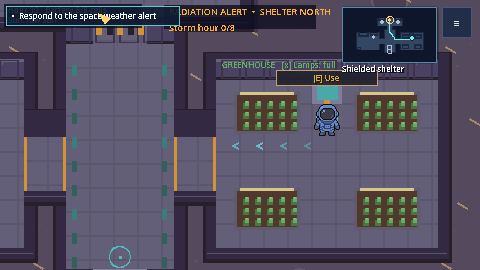 • Respond to the space weather alert
DIATION ALERT • SHELTER NORTH
Storm hour 0/8
GREENHOUSE [x] Lamps: full
[E] Use
Shielded shelter